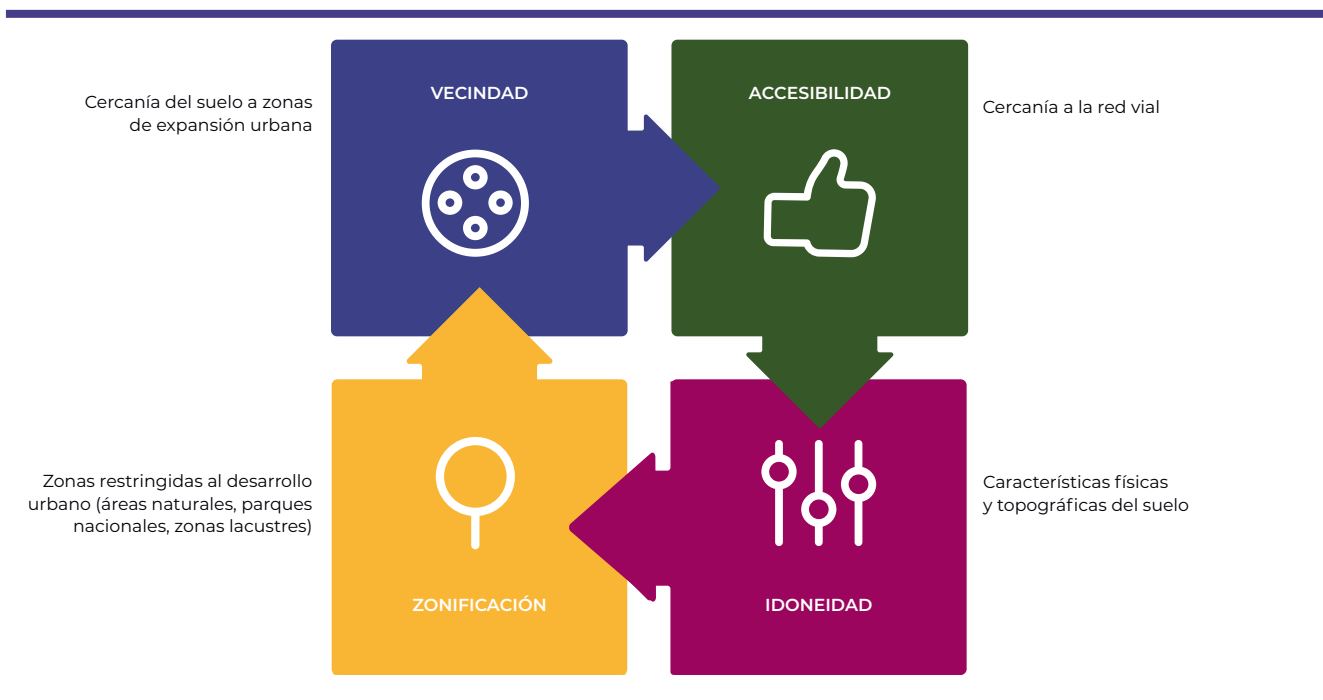 VECINDAD
Cercanía del suelo a zonas
de expansión urbana
ACCESIBILIDAD
Cercanía a la red vial
Zonas restringidas al desarrollo
urbano (áreas naturales, parques
nacionales, zonas lacustres)
ZONIFICACIÓN
Características físicas
y topográficas del suelo
IDONEIDAD